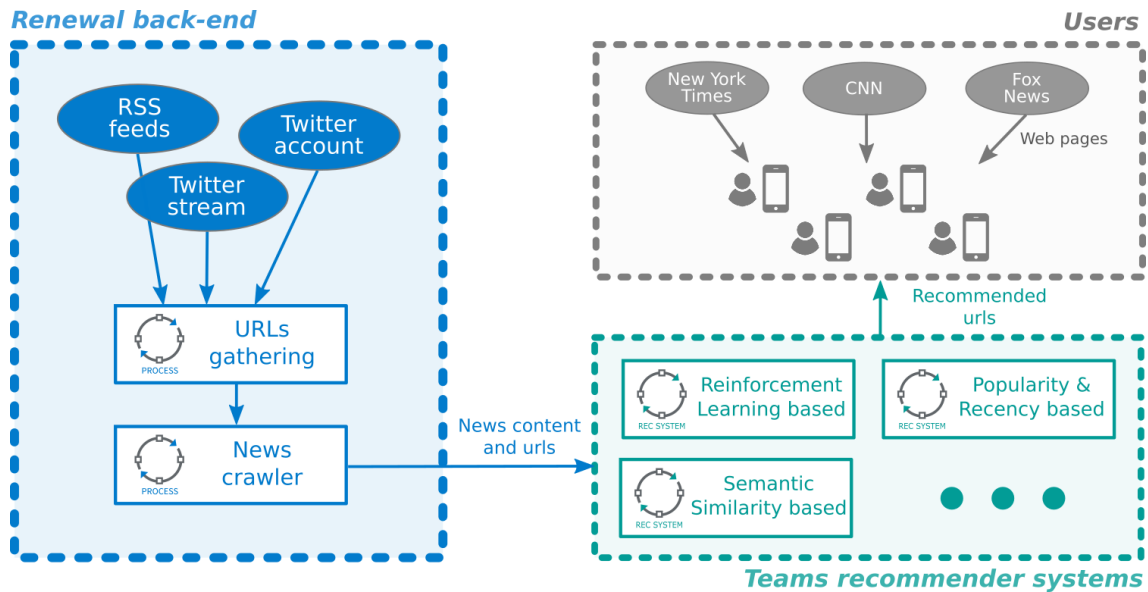 Renewal back-end
RSS
feeds
Twitter
account
Twitter
stream
URLs
gathering
PROCESS
News
crawler
PROCESS
News content
and urls
Users
New York
Times
CNN
Fox
News
Web pages
Recommended
urls
Reinforcement
Learning based
REC SYSTEM
Popularity &
Recency based
REC SYSTEM
Semantic
Similarity based
REC SYSTEM
Teams recommender systems